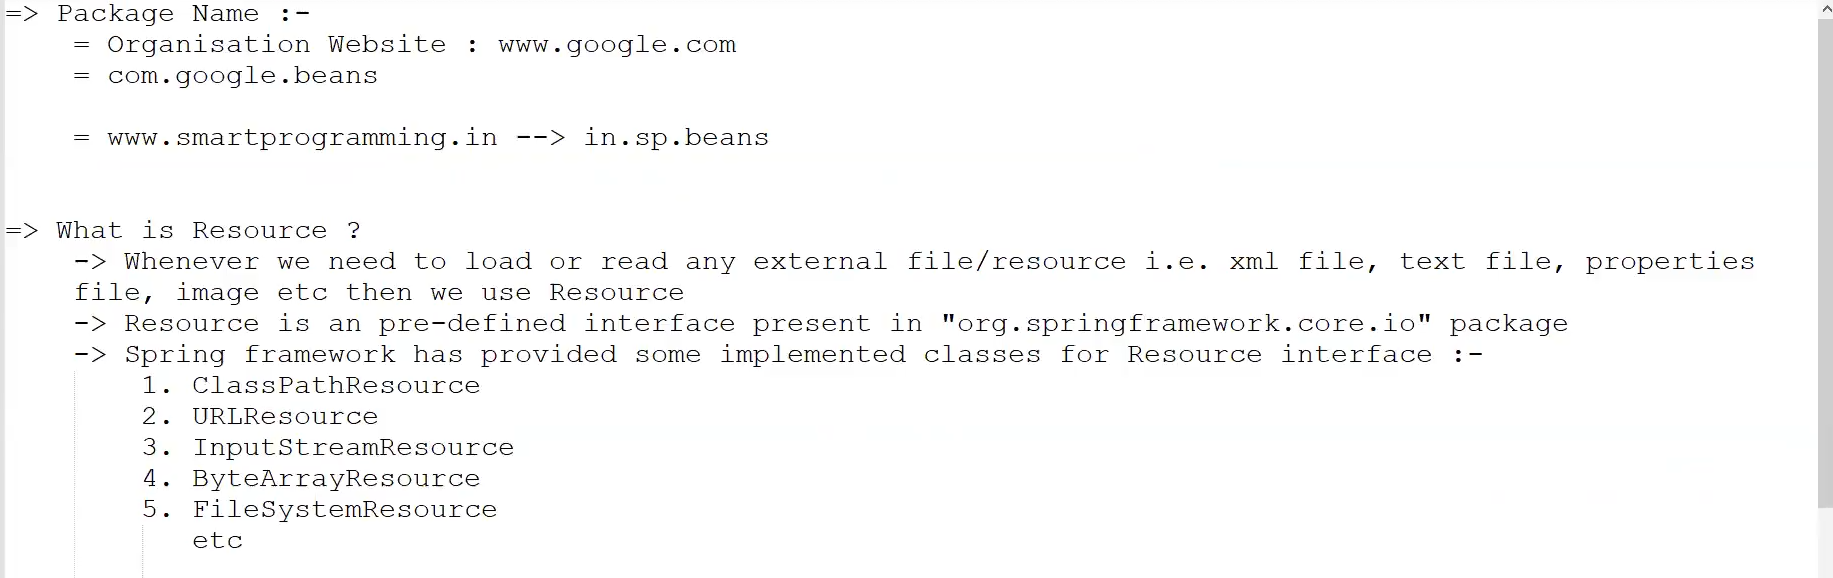 => Package Name :-
= Organisation Website : www.google.com
= com.google.beans
= www.smartprogramming.in --> in.sp.beans
=> What is Resource ?
-> Whenever we need to load or read any external file/resource i.e. xml file, text file, properties
file, image etc then we use Resource
-> Resource is an pre-defined interface present in "org.springframework.core.io" package
-> Spring framework has provided some implemented classes for Resource interface :-
1. ClassPathResource
2. URLResource
3. InputStreamResource
4. ByteArrayResource
5. FileSystemResource
etc